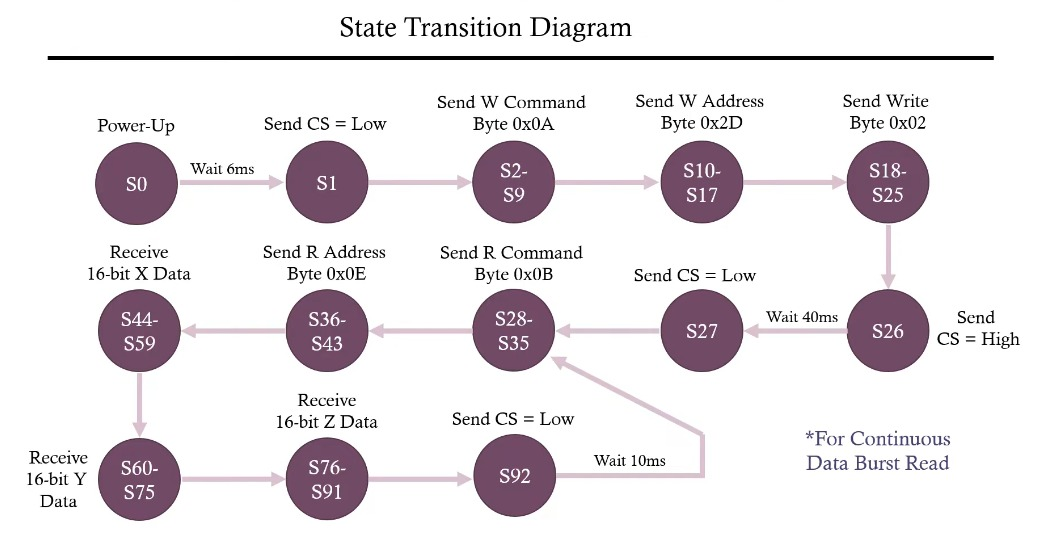 State Transition Diagram
Power-Up
S0
Wait 6ms
Send CS = Low
S1
Send W Command
Byte 0x0A
S2-
S9
Send W Address
Byte 0x2D
S10-
S17
Send Write
Byte 0x02
S18-
S25
Send
CS = High
S26
Wait 40ms
Send CS = Low
S27
Send R Command
Byte 0x0B
S28-
S35
Send R Address
Byte 0x0E
S36-
S43
Receive
16-bit X Data
S44-
S59
Receive
16-bit Y
Data
S60-
S75
Receive
16-bit Z Data
S76-
S91
Send CS = Low
S92
Wait 10ms
*For Continuous
Data Burst Read